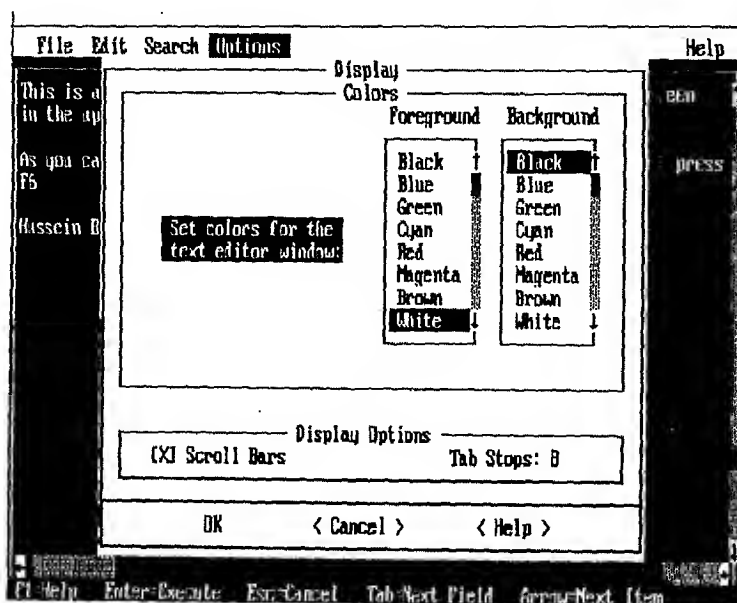 File Edit Search Options Help
Display
Colors
This is a
in the up
een
Foreground Background
As you ca
F6
press
Hussein B
Set colors for the
text editor window:
Black
Blue
Green
Cyan
Red
Magenta
Brown
White
Black
Blue
Green
Cyan
Red
Magenta
Brown
White
Display Options
[X] Scroll Bars Tab Stops: 8
OK < Cancel > < Help >
F1=Help Enter=Execute Esc=Cancel Tab=Next Field Arrow=Next Item